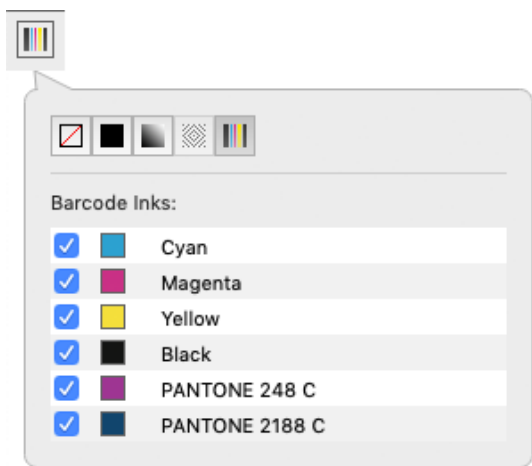 Barcode Inks:
Cyan
Magenta
Yellow
Black
PANTONE 248 C
PANTONE 2188 C